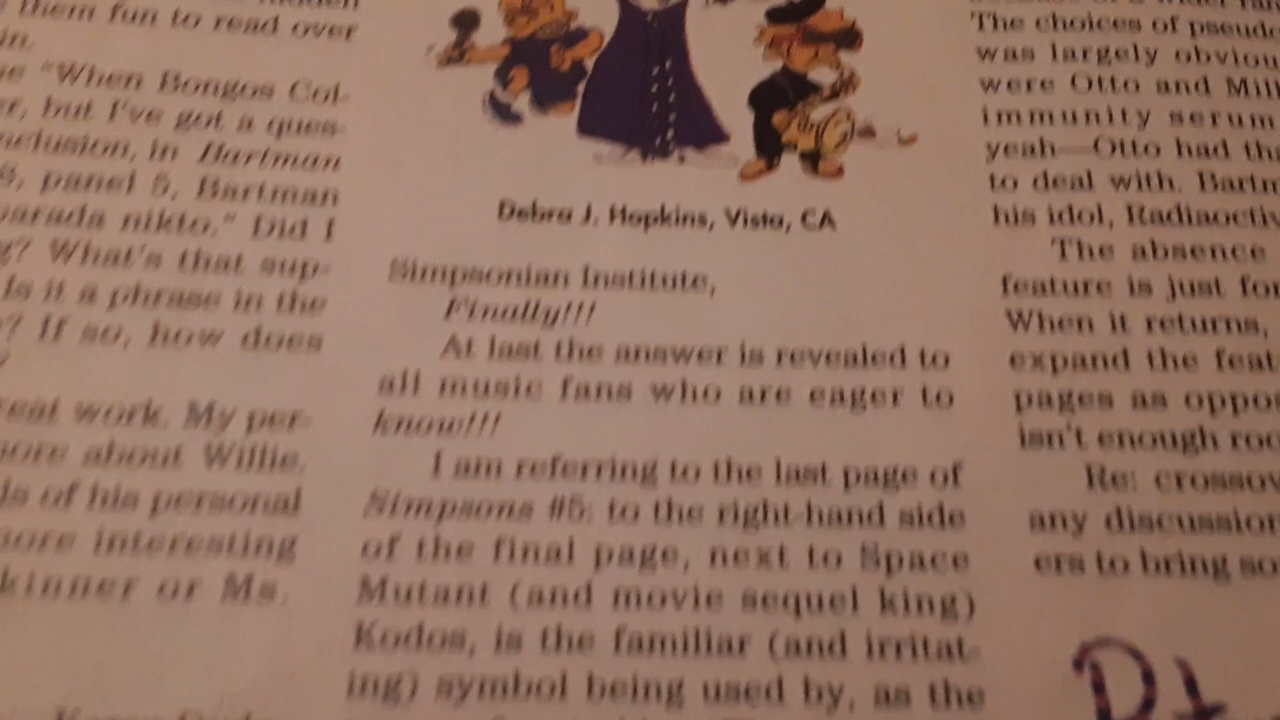 them fun to read over
in.
"When Bongos Col-
er, but I've got a ques-
nclusion, in Bartman
8, panel 5, Bartman
parada nikto." Did I
g? What's that sup-
Is it a phrase in the
? If so, how does
?
real work. My per-
more about Willie.
ls of his personal
more interesting
kinner or Ms.
Debra J. Hopkins, Vista, CA
Simpsonian Institute,
Finally!!!
At last the answer is revealed to
all music fans who are eager to
know!!!
I am referring to the last page of
Simpsons #5; to the right-hand side
of the final page, next to Space
Mutant (and movie sequel king)
Kodos, is the familiar (and irritat-
ing) symbol being used by, as the
The choices of pseudo
was largely obviou
were Otto and Mil
immunity serum
yeah—Otto had tha
to deal with. Bartm
his idol, Radioactiv
The absence
feature is just for
When it returns,
expand the feat
pages as oppo
isn't enough roo
Re: crossov
any discussion
ers to bring so